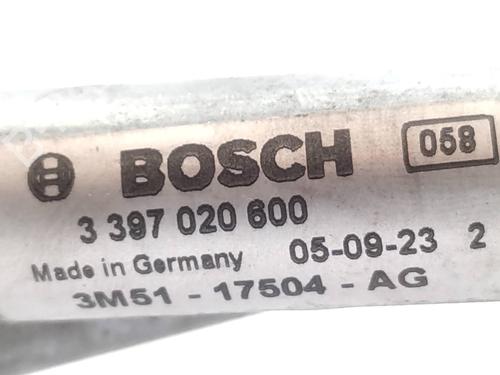 BOSCH 058
3 397 020 600
Made in Germany 05-09-23 2
3M51 - 17504 - AG